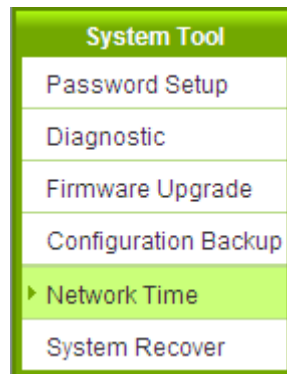 System Tool
Password Setup
Diagnostic
Firmware Upgrade
Configuration Backup
Network Time
System Recover